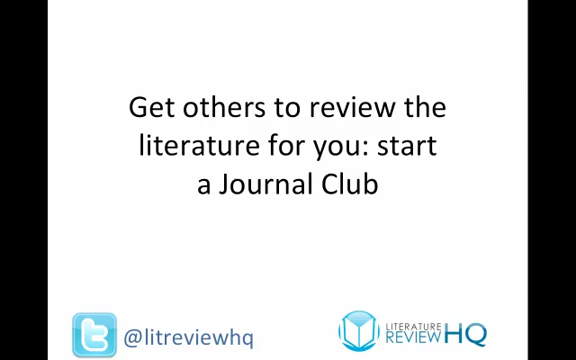 Get others to review the
literature for you: start
a Journal Club
@litreviewhq
LITERATURE
REVIEW HQ